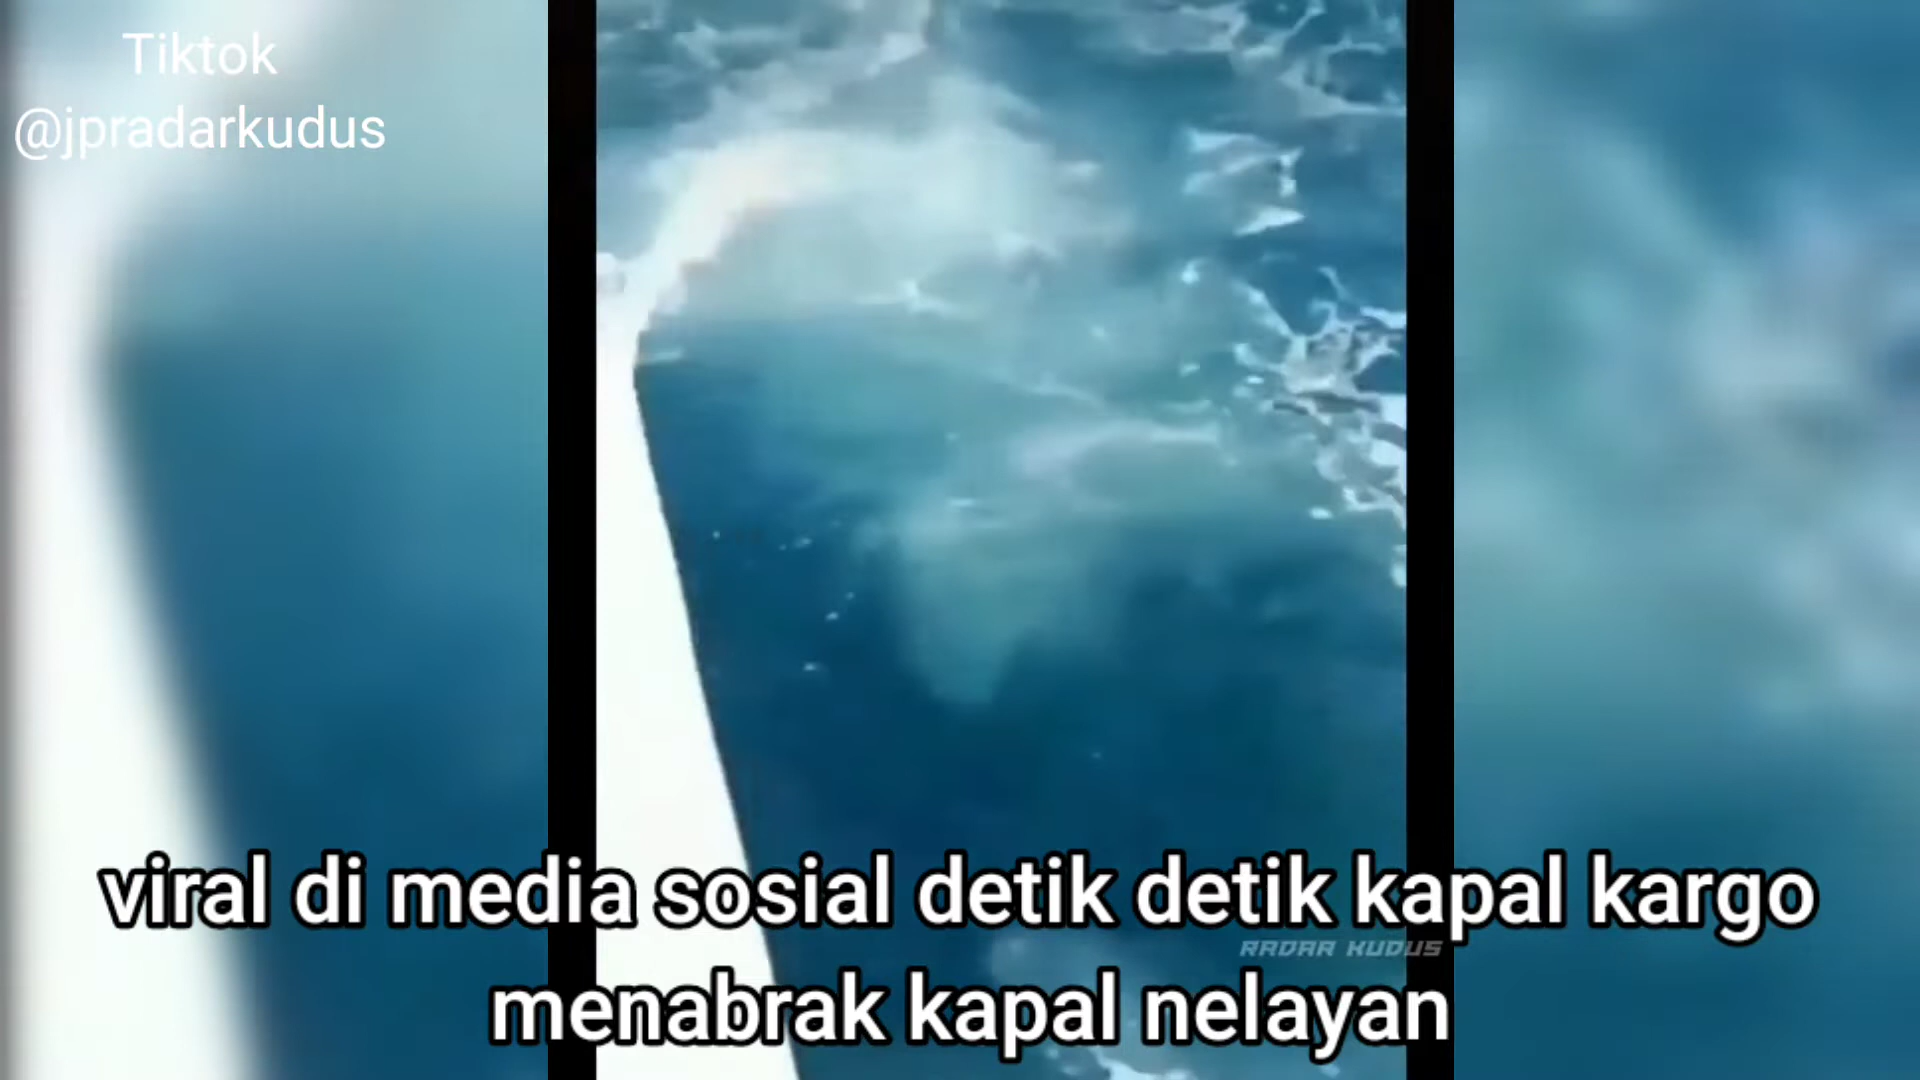 Tiktok
@jpradarkudus
viral di media sosial detik detik kapal kargo
RADAR KUDUS
menabrak kapal nelayan